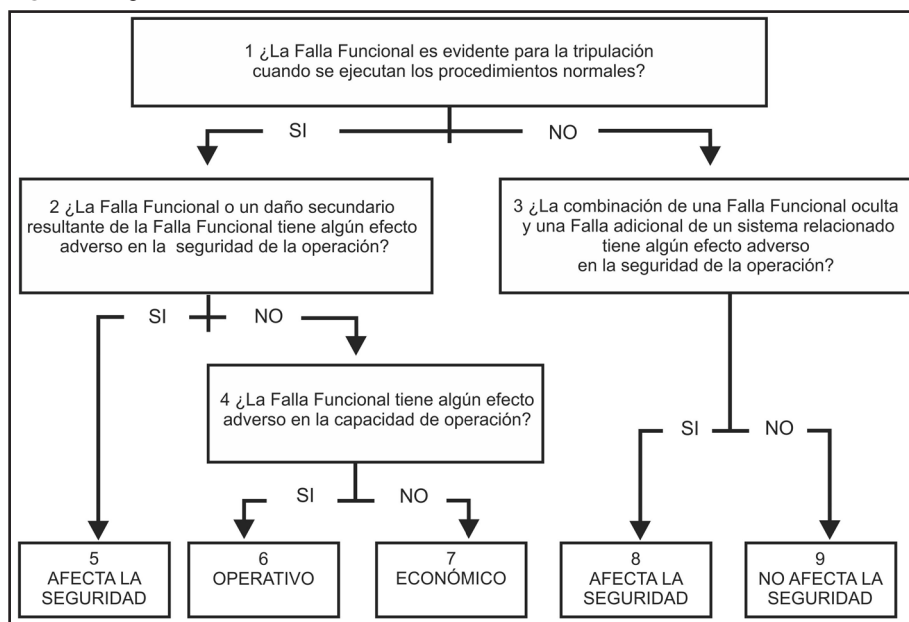 1 ¿La Falla Funcional es evidente para la tripulación
cuando se ejecutan los procedimientos normales?
SI
NO
2 ¿La Falla Funcional o un daño secundario
resultante de la Falla Funcional tiene algún efecto
adverso en la seguridad de la operación?
3 ¿La combinación de una Falla Funcional oculta
y una Falla adicional de un sistema relacionado
tiene algún efecto adverso
en la seguridad de la operación?
SI
NO
4 ¿La Falla Funcional tiene algún efecto
adverso en la capacidad de operación?
SI
NO
SI
NO
5
AFECTA LA
SEGURIDAD
6
OPERATIVO
7
ECONÓMICO
8
AFECTA LA
SEGURIDAD
9
NO AFECTA LA
SEGURIDAD